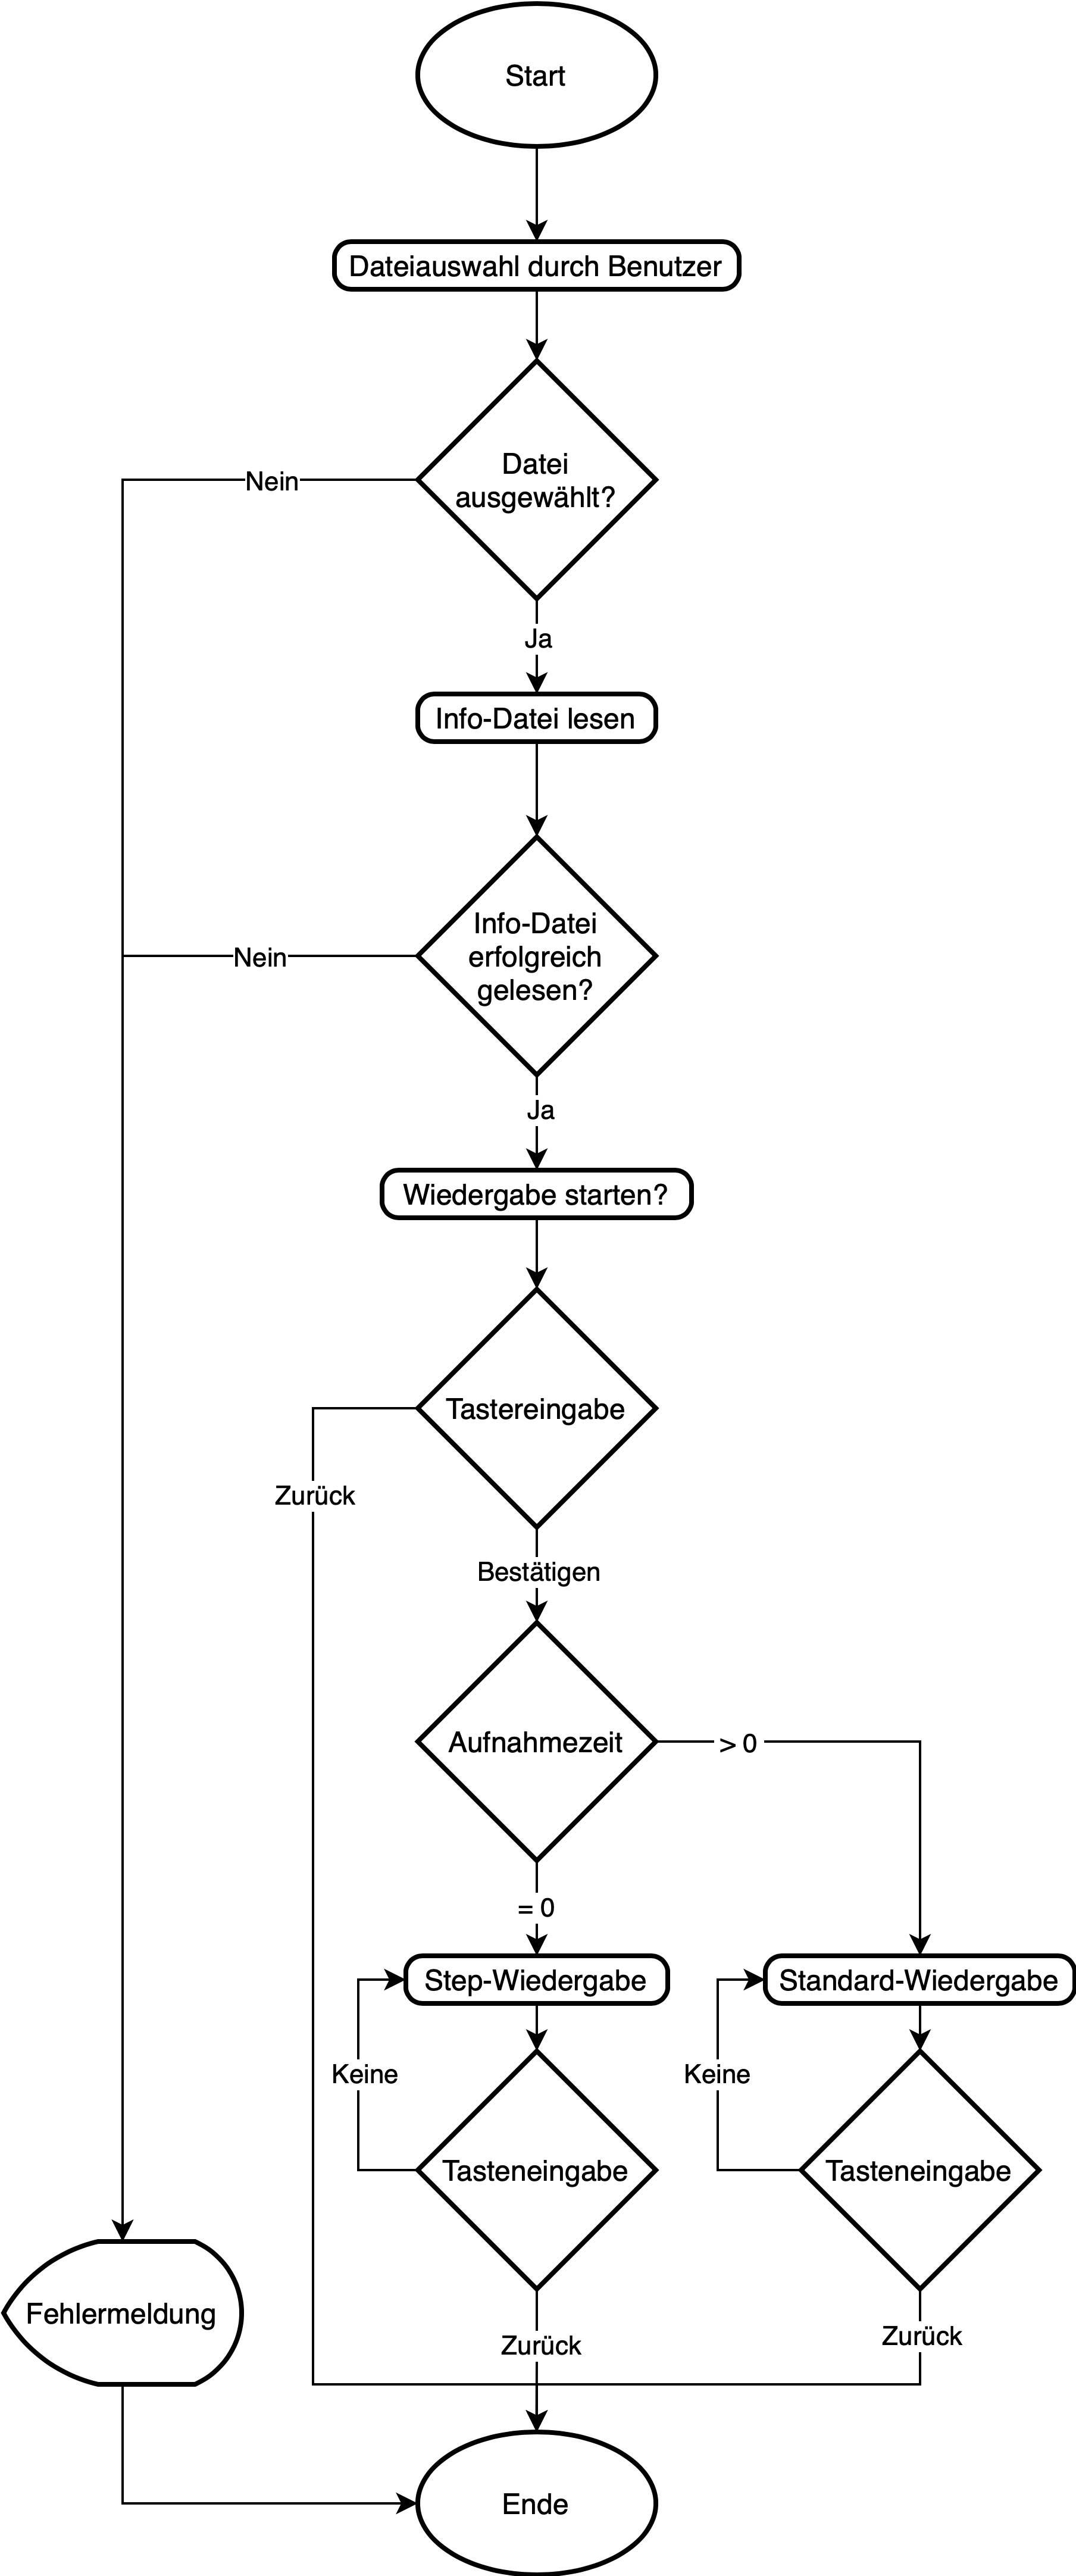 Start
Dateiauswahl durch Benutzer
Datei
ausgewählt?
Nein
Ja
Info-Datei lesen
Info-Datei
erfolgreich
gelesen?
Nein
Ja
Wiedergabe starten?
Tastereingabe
Zurück
Bestätigen
Aufnahmezeit
> 0
= 0
Step-Wiedergabe
Standard-Wiedergabe
Keine
Keine
Tasteneingabe
Tasteneingabe
Fehlermeldung
Zurück
Zurück
Ende